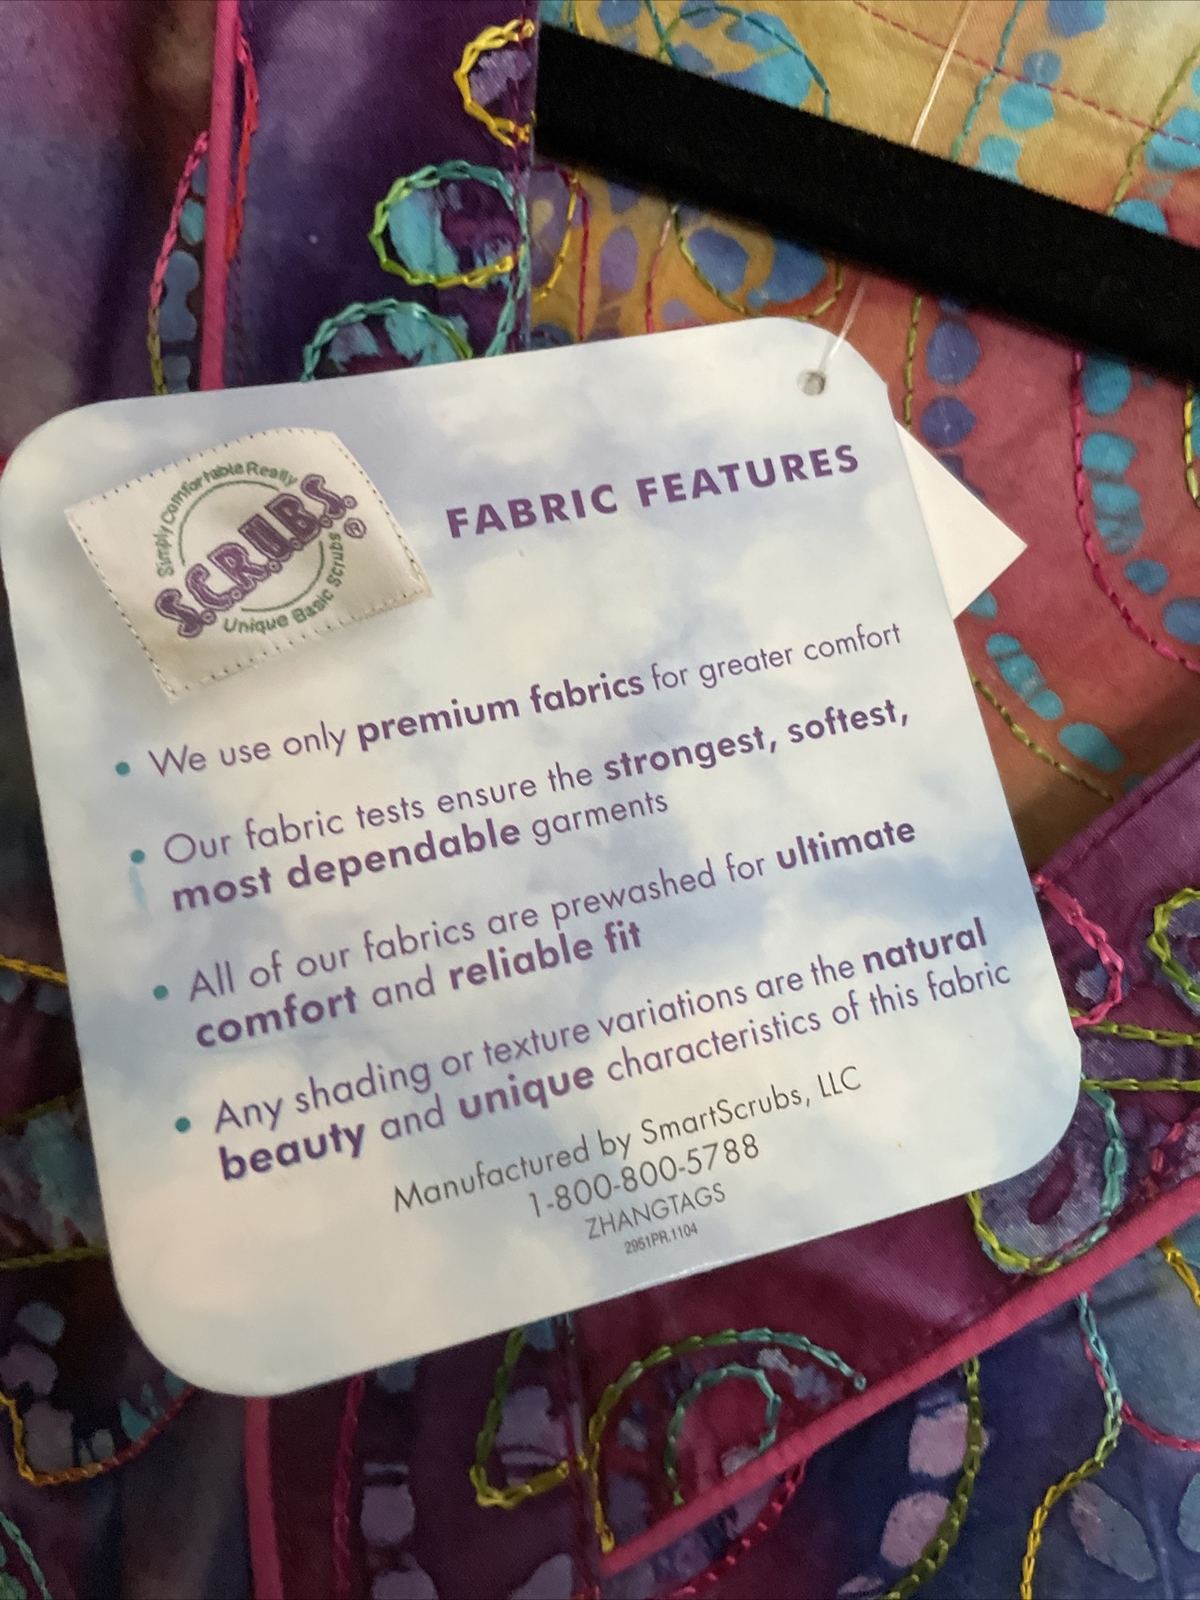 Simply Comfortable Really
S.C.R.U.B.S.®
Unique Basic Scrubs
FABRIC FEATURES
• We use only premium fabrics for greater comfort
• Our fabric tests ensure the strongest, softest,
most dependable garments
• All of our fabrics are prewashed for ultimate
comfort and reliable fit
• Any shading or texture variations are the natural
beauty and unique characteristics of this fabric
Manufactured by SmartScrubs, LLC
1-800-800-5788
ZHANGTAGS
2951PR.1104